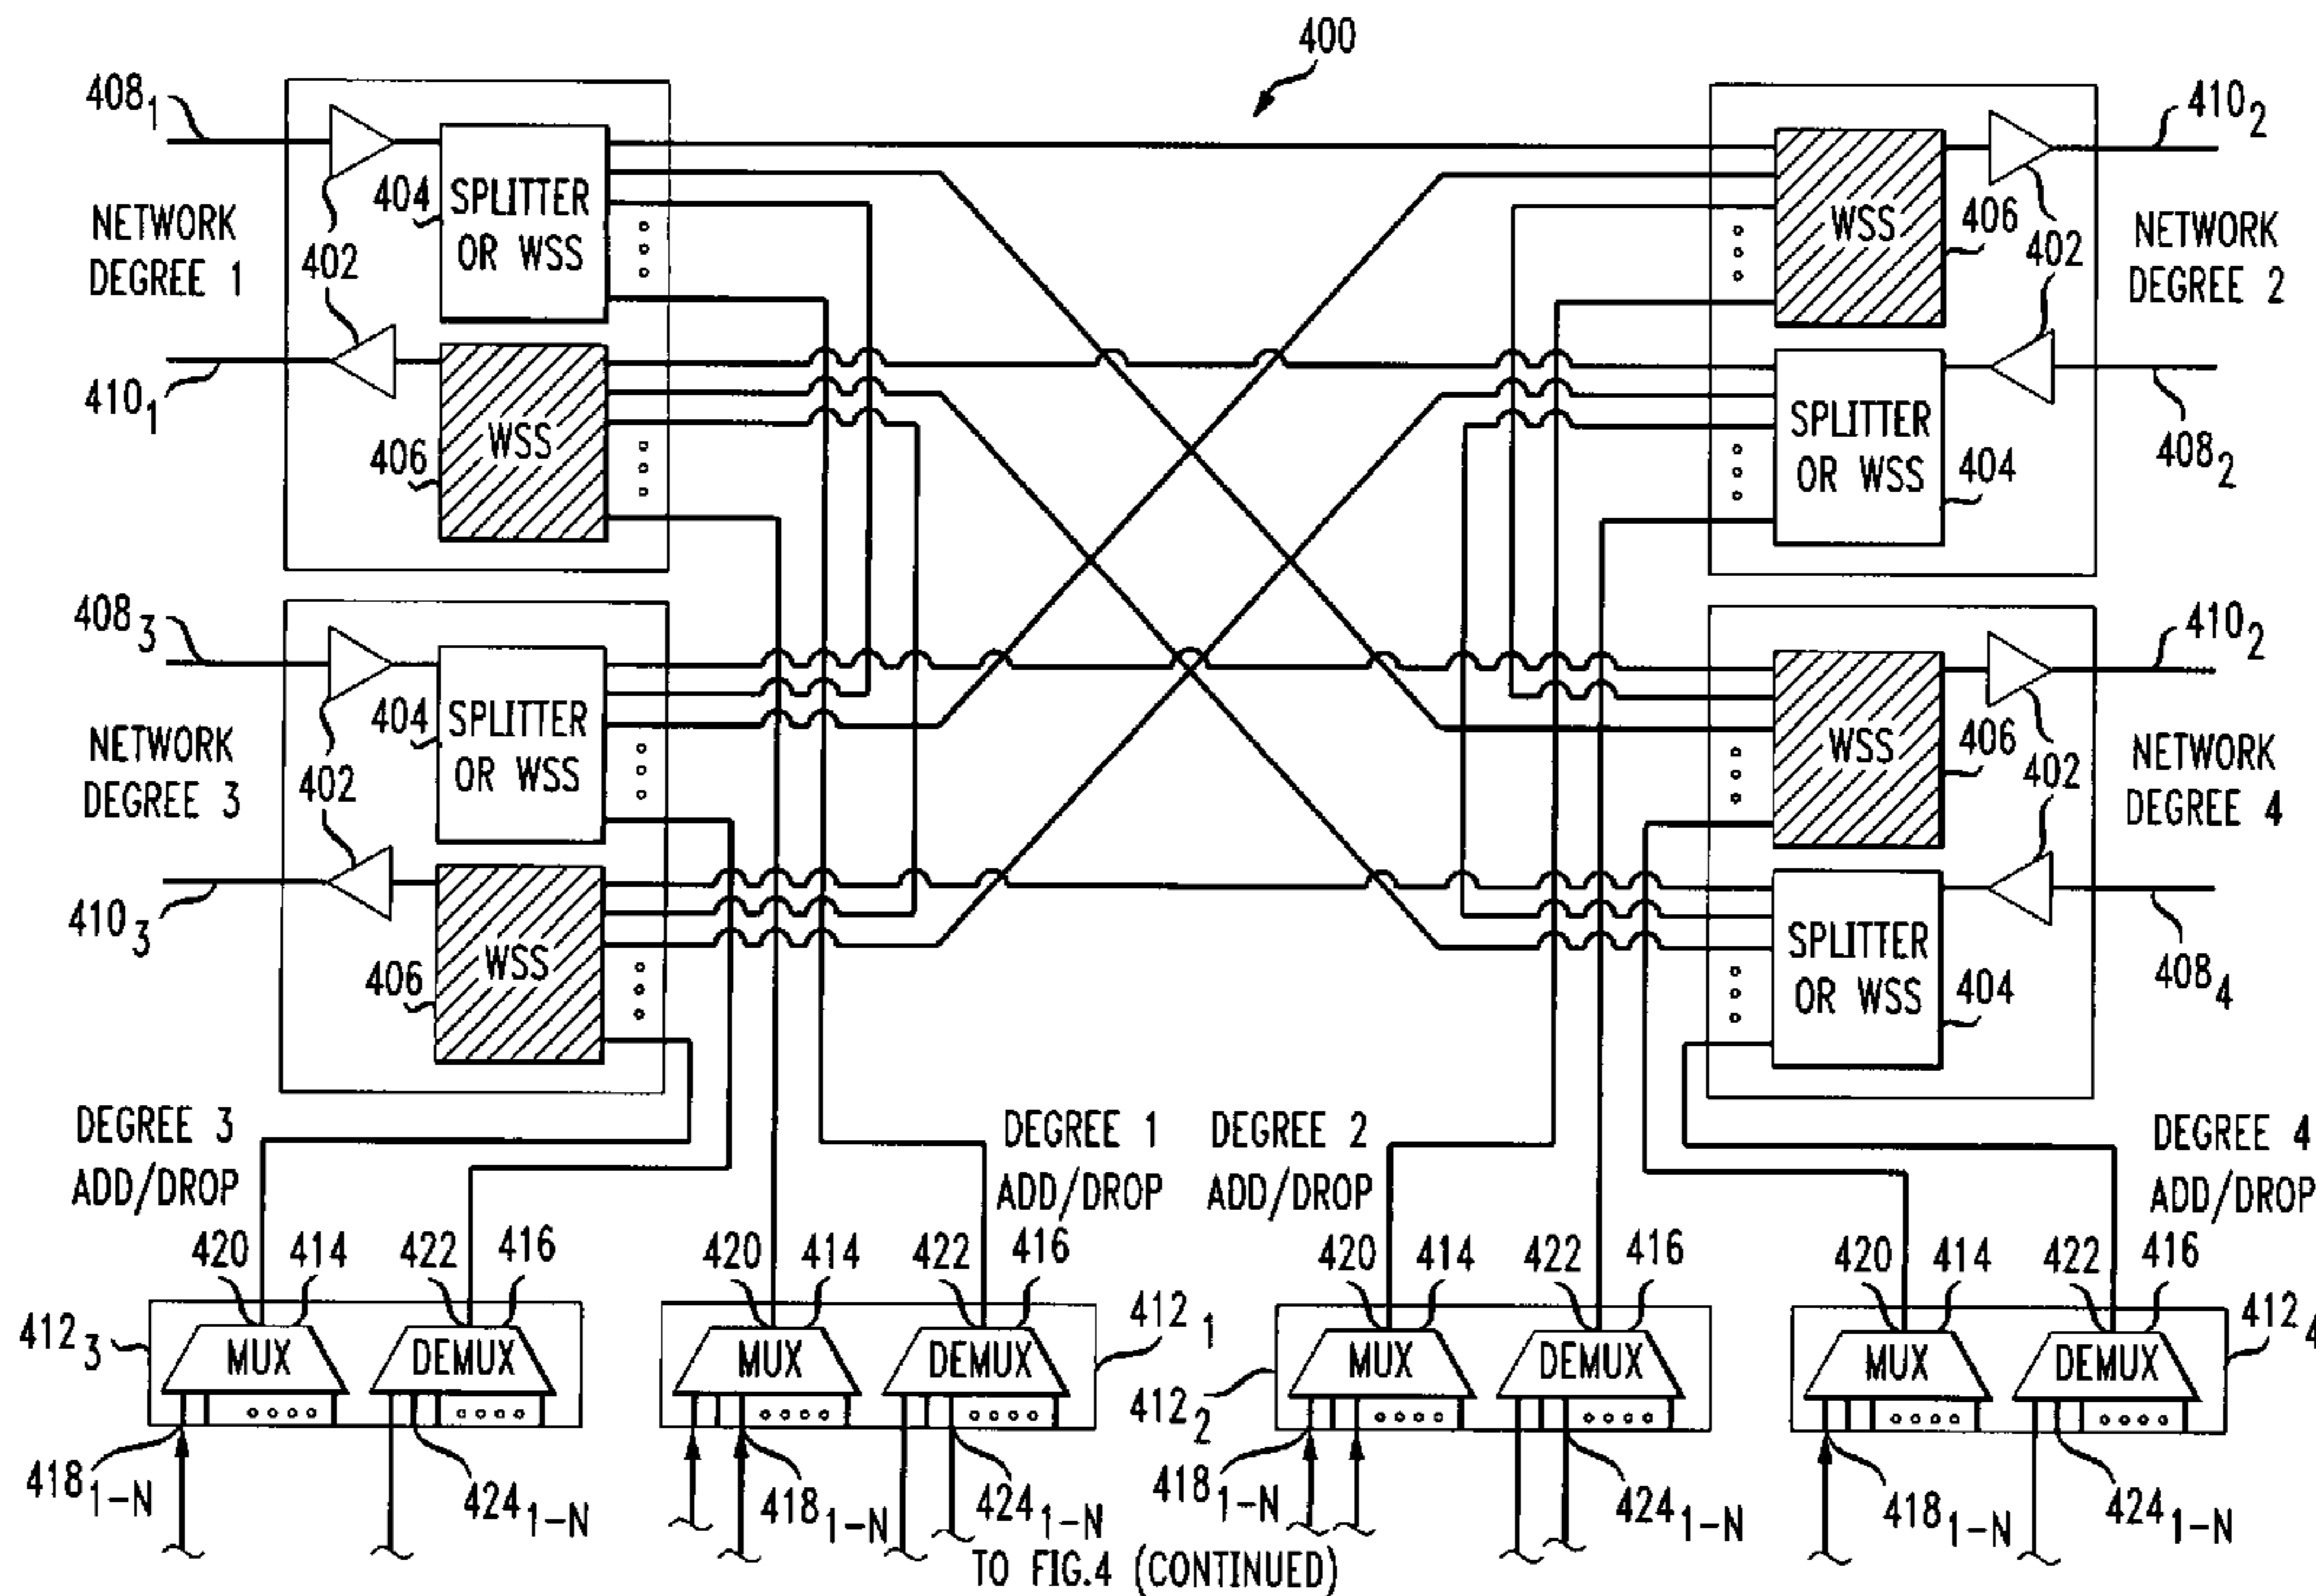 400
408₁
410₂
404
SPLITTER
OR WSS
NETWORK
DEGREE 1
402
WSS
406
402
NETWORK
DEGREE 2
410₁
406
WSS
SPLITTER
OR WSS
404
408₂
408₃
410₂
404
SPLITTER
OR WSS
NETWORK
DEGREE 3
402
WSS
406
402
NETWORK
DEGREE 4
410₃
406
WSS
SPLITTER
OR WSS
404
408₄
DEGREE 3
ADD/DROP
DEGREE 1
ADD/DROP
DEGREE 2
ADD/DROP
DEGREE 4
ADD/DROP
420 414 422 416
420 414 422 416
420 414 422 416
420 414 422 416
412₃
MUX
DEMUX
MUX
DEMUX
412₁
412₂
MUX
DEMUX
MUX
DEMUX
412₄
418₁₋N
424₁₋N
418₁₋N
424₁₋N
418₁₋N
424₁₋N
418₁₋N
424₁₋N
TO FIG.4 (CONTINUED)